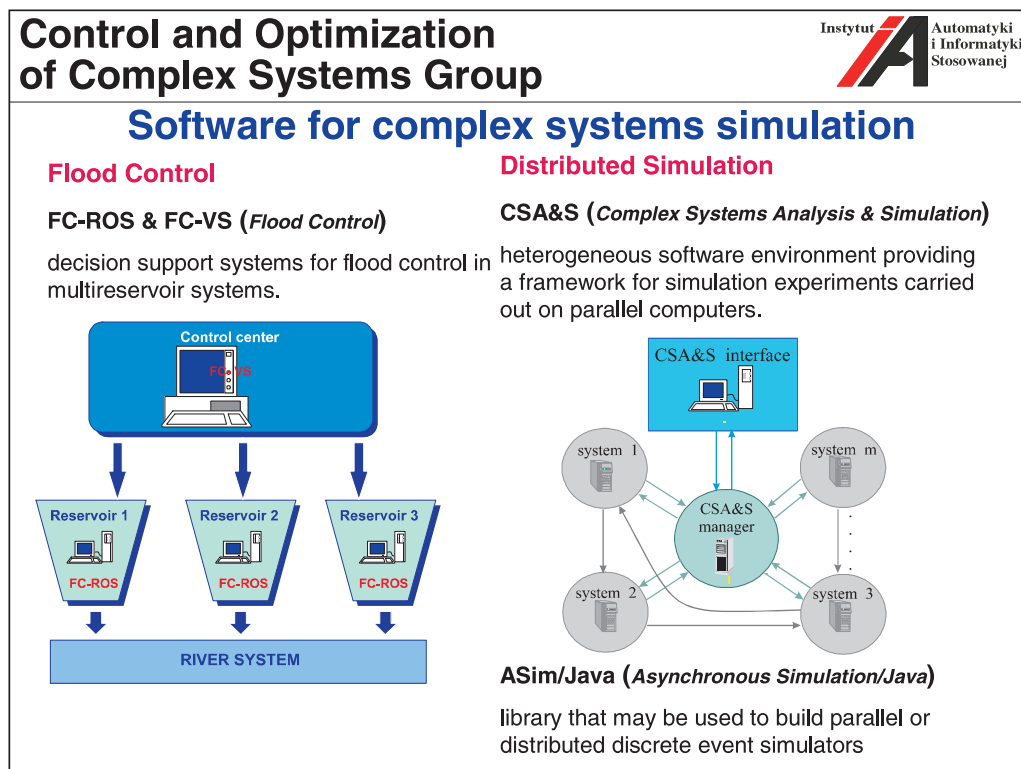 Control and Optimization
of Complex Systems Group
Instytut Automatyki
i Informatyki
Stosowanej
Software for complex systems simulation
Flood Control
FC-ROS & FC-VS (Flood Control)
decision support systems for flood control in
multireservoir systems.
Control center
FC-VS
Reservoir 1
Reservoir 2
Reservoir 3
FC-ROS
FC-ROS
FC-ROS
RIVER SYSTEM
Distributed Simulation
CSA&S (Complex Systems Analysis & Simulation)
heterogeneous software environment providing
a framework for simulation experiments carried
out on parallel computers.
CSA&S interface
system 1
system m
CSA&S
manager
system 2
system 3
ASim/Java (Asynchronous Simulation/Java)
library that may be used to build parallel or
distributed discrete event simulators